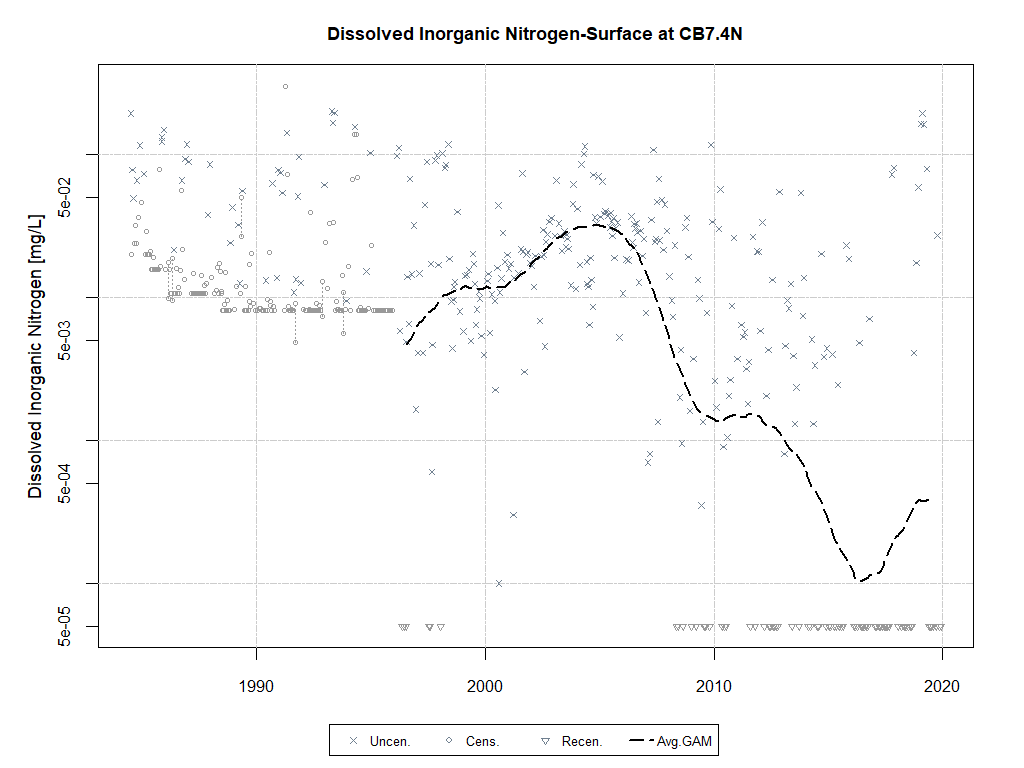 Dissolved Inorganic Nitrogen-Surface at CB7.4N
Dissolved Inorganic Nitrogen [mg/L]
5e-02
5e-03
5e-04
5e-05
1990 2000 2010 2020
Uncen. Cens. Recen. Avg.GAM